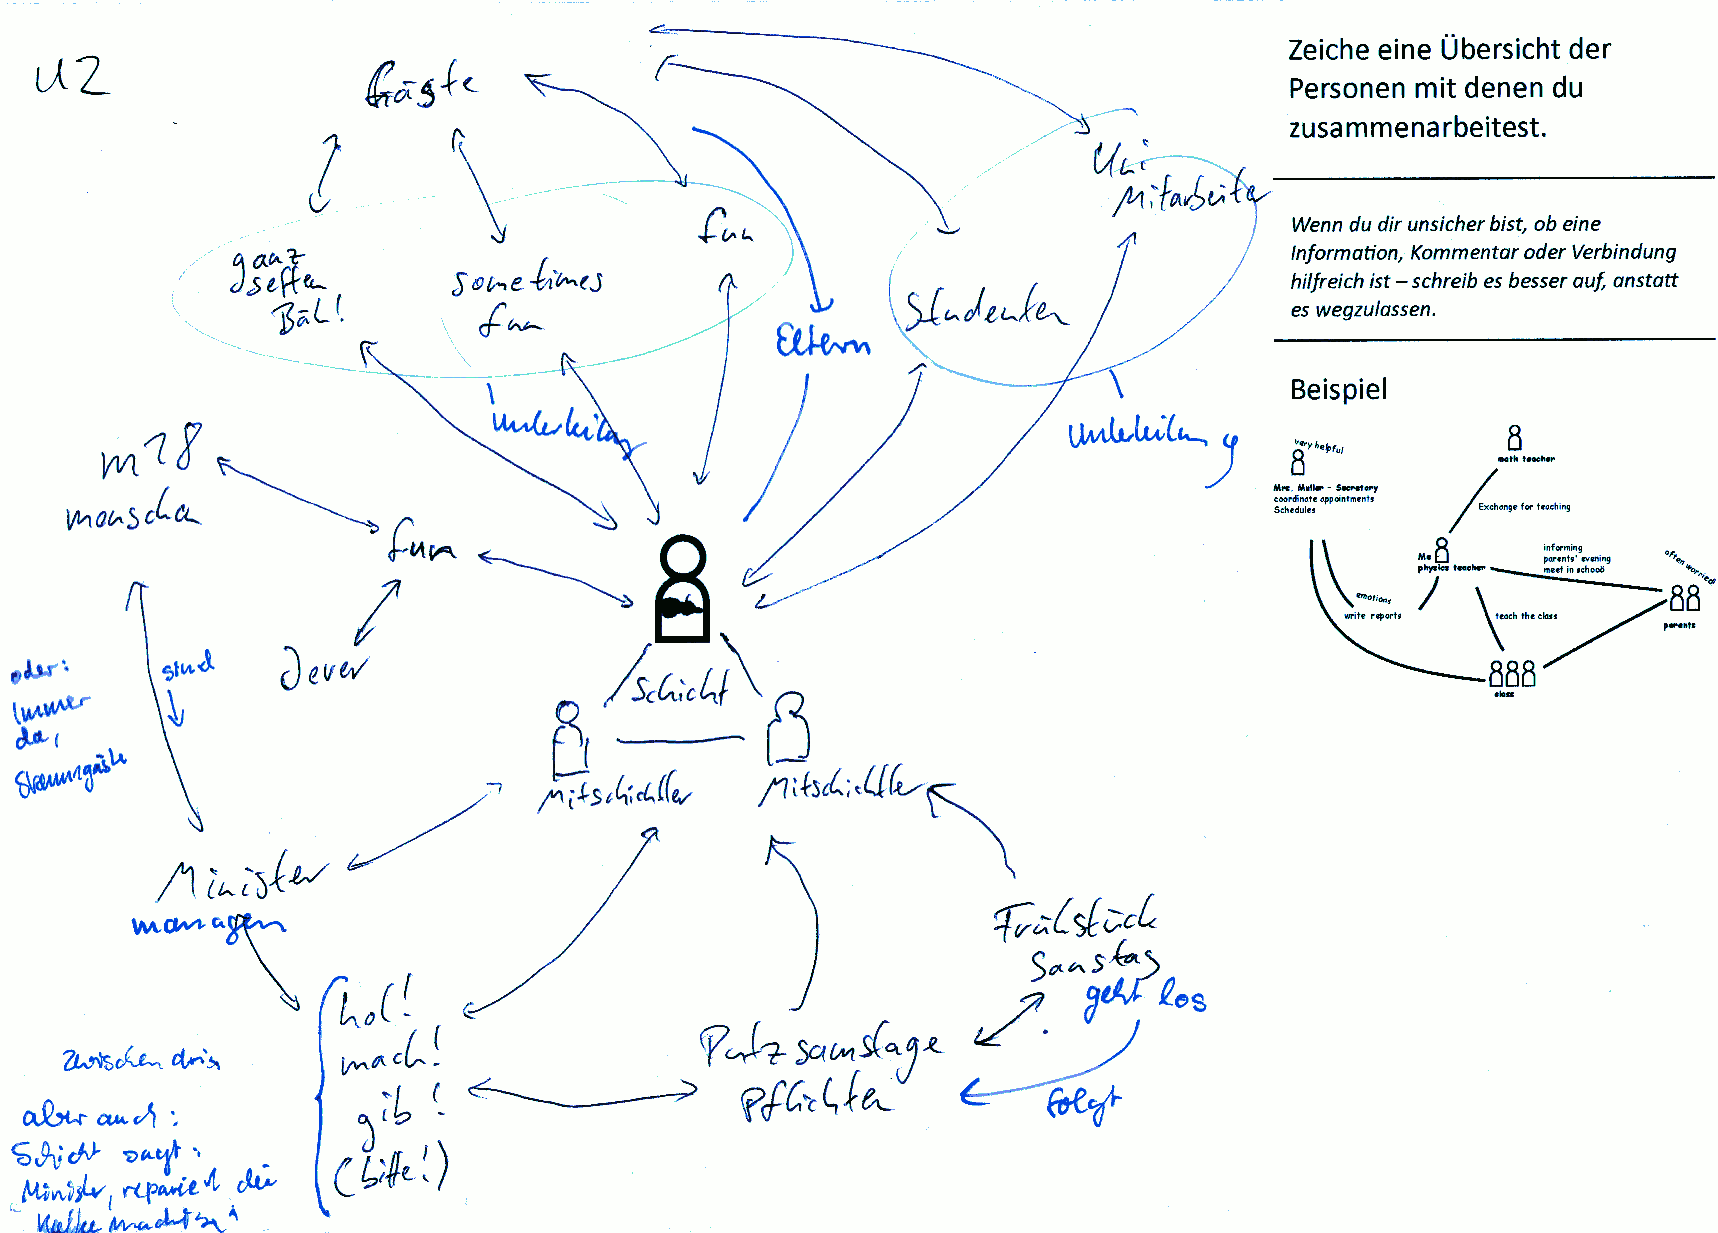 U2
Gäste
Uni
Mitarbeiter
ganz
selten
Bäh!
sometimes
fun
fun
Eltern
Studenten
Unterteilung
Unterteilung
m18
menschen
fun
Dever
oder:
immer
da,
Stammgäste
sind
Schicht
Mitschichtler
Mitschichtler
Minister
managen
hol!
mach!
gib!
(bitte!)
Zwischen drin
aber auch:
Schicht sagt:
"Minister, repariert die
Frühstück
Samstag
geht los
Putzsamstage
Pflichten
folgt
Zeiche eine Übersicht der
Personen mit denen du
zusammenarbeitest.
Wenn du dir unsicher bist, ob eine
Information, Kommentar oder Verbindung
hilfreich ist – schreib es besser auf, anstatt
es wegzulassen.
Beispiel
very helpful
Mrs. Muller - Secretary
coordinate appointments
Schedules
math teacher
Exchange for teaching
Me
physics teacher
informing
parents' evening
meet in school
often worried
parents
emotions
write reports
teach the class
class